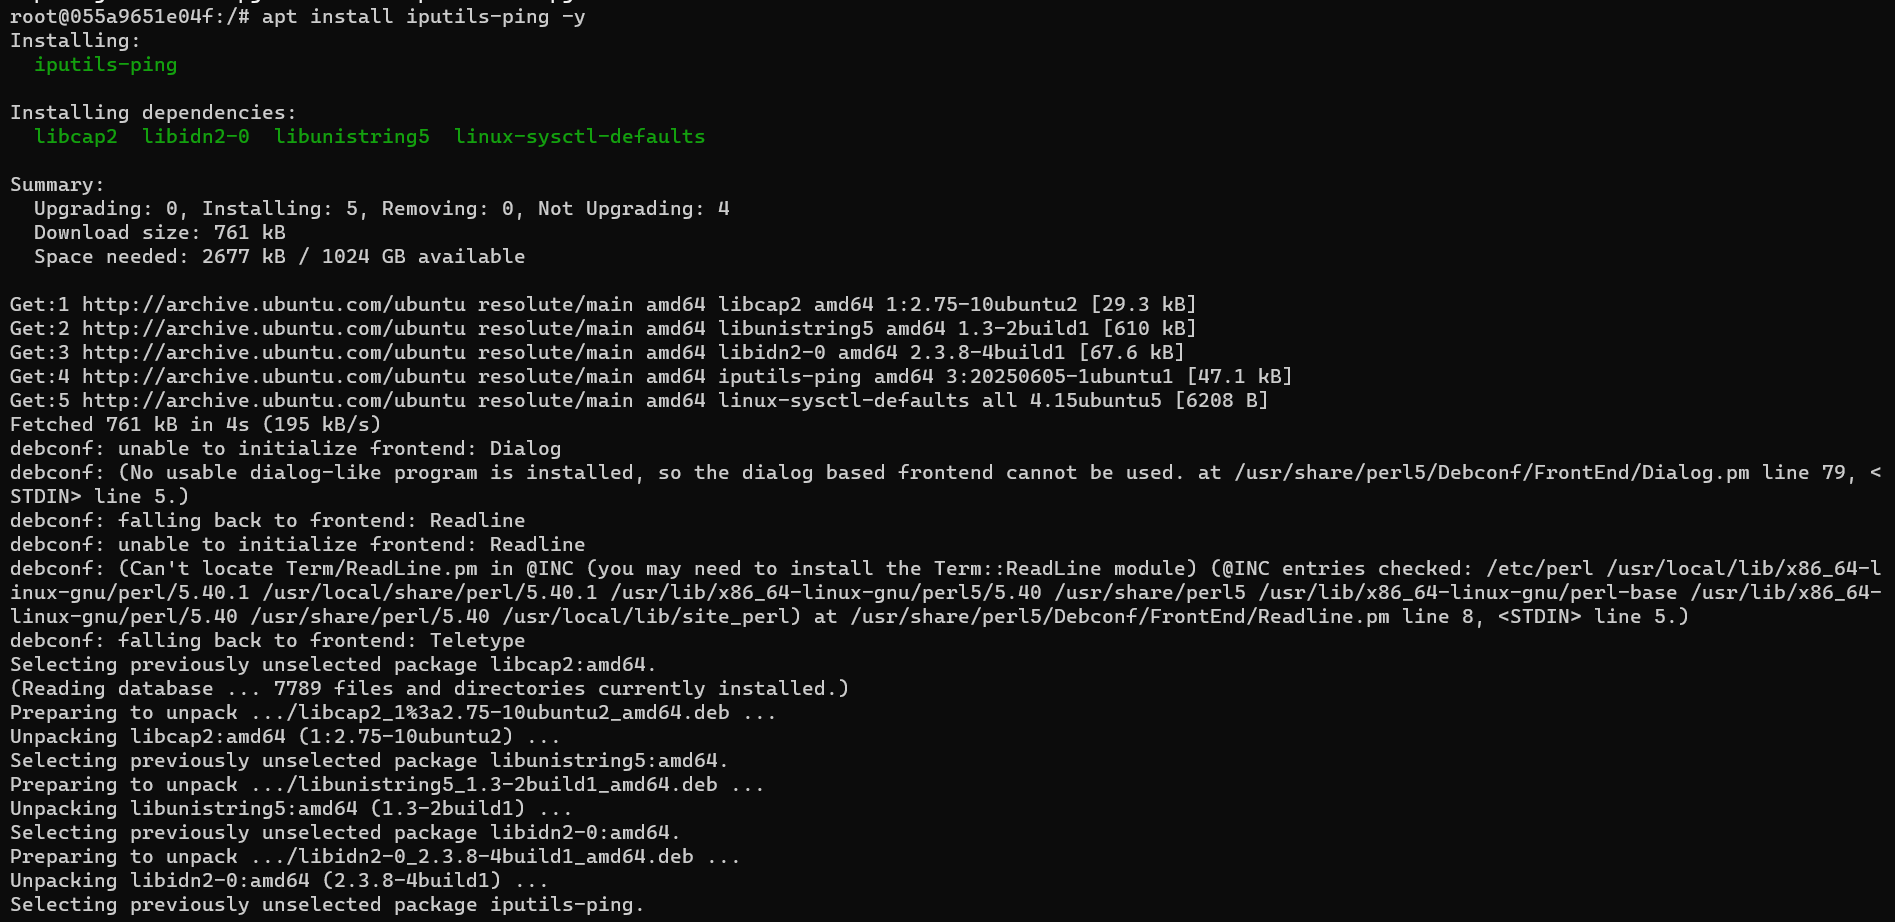 root@055a9651e04f:/# apt install iputils-ping -y
Installing:
  iputils-ping

Installing dependencies:
  libcap2  libidn2-0  libunistring5  linux-sysctl-defaults

Summary:
  Upgrading: 0, Installing: 5, Removing: 0, Not Upgrading: 4
  Download size: 761 kB
  Space needed: 2677 kB / 1024 GB available

Get:1 http://archive.ubuntu.com/ubuntu resolute/main amd64 libcap2 amd64 1:2.75-10ubuntu2 [29.3 kB]
Get:2 http://archive.ubuntu.com/ubuntu resolute/main amd64 libunistring5 amd64 1.3-2build1 [610 kB]
Get:3 http://archive.ubuntu.com/ubuntu resolute/main amd64 libidn2-0 amd64 2.3.8-4build1 [67.6 kB]
Get:4 http://archive.ubuntu.com/ubuntu resolute/main amd64 iputils-ping amd64 3:20250605-1ubuntu1 [47.1 kB]
Get:5 http://archive.ubuntu.com/ubuntu resolute/main amd64 linux-sysctl-defaults all 4.15ubuntu5 [6208 B]
Fetched 761 kB in 4s (195 kB/s)
debconf: unable to initialize frontend: Dialog
debconf: (No usable dialog-like program is installed, so the dialog based frontend cannot be used. at /usr/share/perl5/Debconf/FrontEnd/Dialog.pm line 79, <
STDIN> line 5.)
debconf: falling back to frontend: Readline
debconf: unable to initialize frontend: Readline
debconf: (Can't locate Term/ReadLine.pm in @INC (you may need to install the Term::ReadLine module) (@INC entries checked: /etc/perl /usr/local/lib/x86_64-l
inux-gnu/perl/5.40.1 /usr/local/share/perl/5.40.1 /usr/lib/x86_64-linux-gnu/perl5/5.40 /usr/share/perl5 /usr/lib/x86_64-linux-gnu/perl-base /usr/lib/x86_64-
linux-gnu/perl/5.40 /usr/share/perl/5.40 /usr/local/lib/site_perl) at /usr/share/perl5/Debconf/FrontEnd/Readline.pm line 8, <STDIN> line 5.)
debconf: falling back to frontend: Teletype
Selecting previously unselected package libcap2:amd64.
(Reading database ... 7789 files and directories currently installed.)
Preparing to unpack .../libcap2_1%3a2.75-10ubuntu2_amd64.deb ...
Unpacking libcap2:amd64 (1:2.75-10ubuntu2) ...
Selecting previously unselected package libunistring5:amd64.
Preparing to unpack .../libunistring5_1.3-2build1_amd64.deb ...
Unpacking libunistring5:amd64 (1.3-2build1) ...
Selecting previously unselected package libidn2-0:amd64.
Preparing to unpack .../libidn2-0_2.3.8-4build1_amd64.deb ...
Unpacking libidn2-0:amd64 (2.3.8-4build1) ...
Selecting previously unselected package iputils-ping.